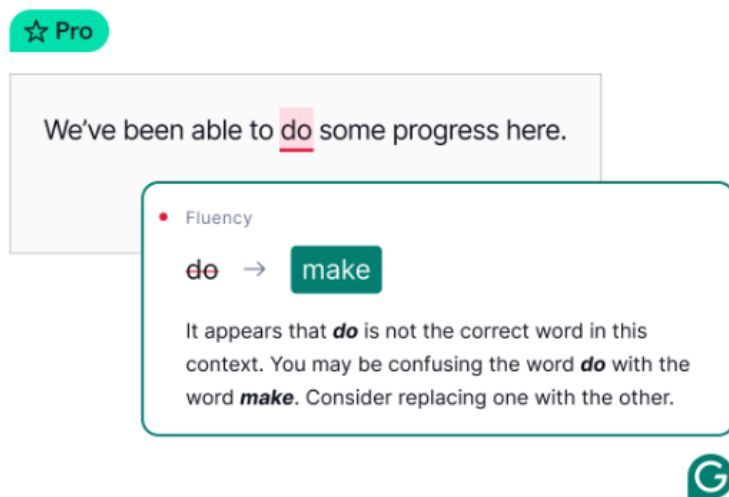 Pro
We’ve been able to do some progress here.
Fluency
do → make
It appears that do is not the correct word in this
context. You may be confusing the word do with the
word make. Consider replacing one with the other.